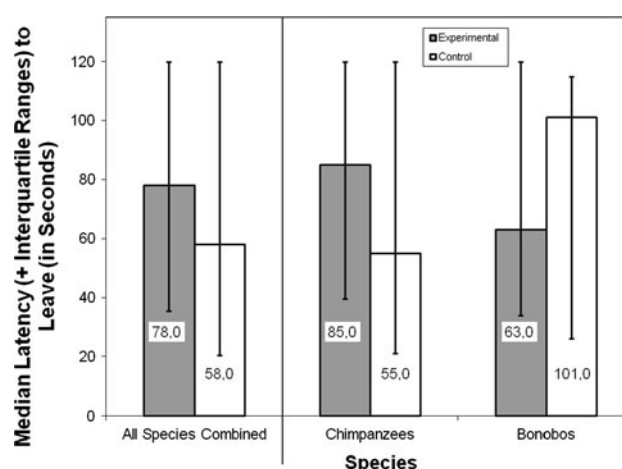 Median Latency (+ Interquartile Ranges) to
Leave (in Seconds)
120
100
80
60
40
20
0
Experimental
Control
78,0
58,0
85,0
55,0
63,0
101,0
All Species Combined
Chimpanzees
Bonobos
Species